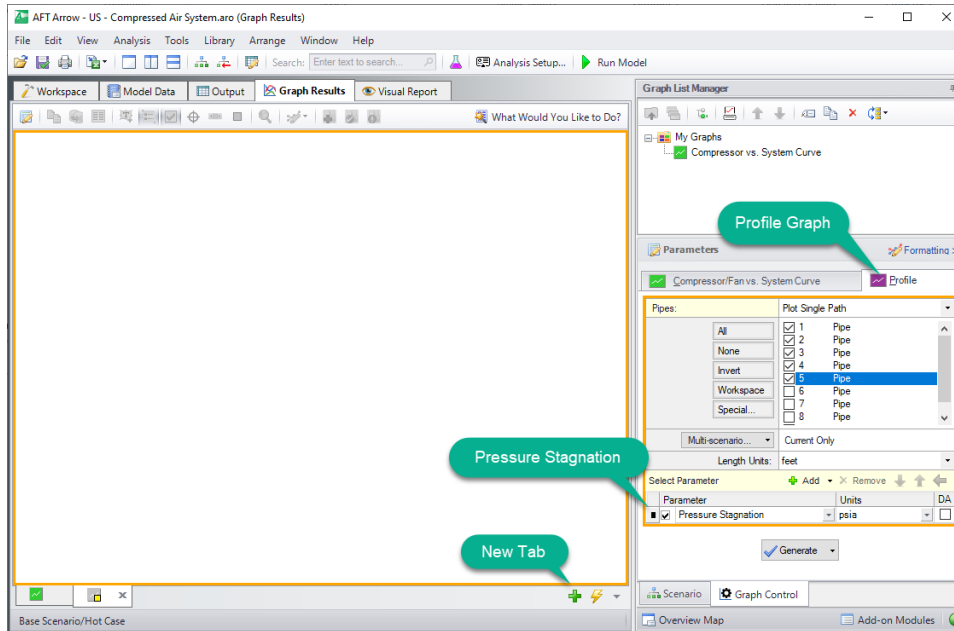 AFT Arrow - US - Compressed Air System.aro (Graph Results)
File Edit View Analysis Tools Library Arrange Window Help
Search: Enter text to search... Analysis Setup... Run Model
Workspace Model Data Output Graph Results Visual Report
What Would You Like to Do?
Graph List Manager
My Graphs
Compressor vs. System Curve
Profile Graph
Parameters Formatting
Compressor/Fan vs. System Curve Profile
Pipes: Plot Single Path
All
None
Invert
Workspace
Special...
1 Pipe
2 Pipe
3 Pipe
4 Pipe
5 Pipe
6 Pipe
7 Pipe
8 Pipe
Multi-scenario... Current Only
Length Units: feet
Pressure Stagnation
Select Parameter Add Remove
Parameter Units DA
Pressure Stagnation psia
New Tab
Generate
Scenario Graph Control
Base Scenario/Hot Case
Overview Map Add-on Modules